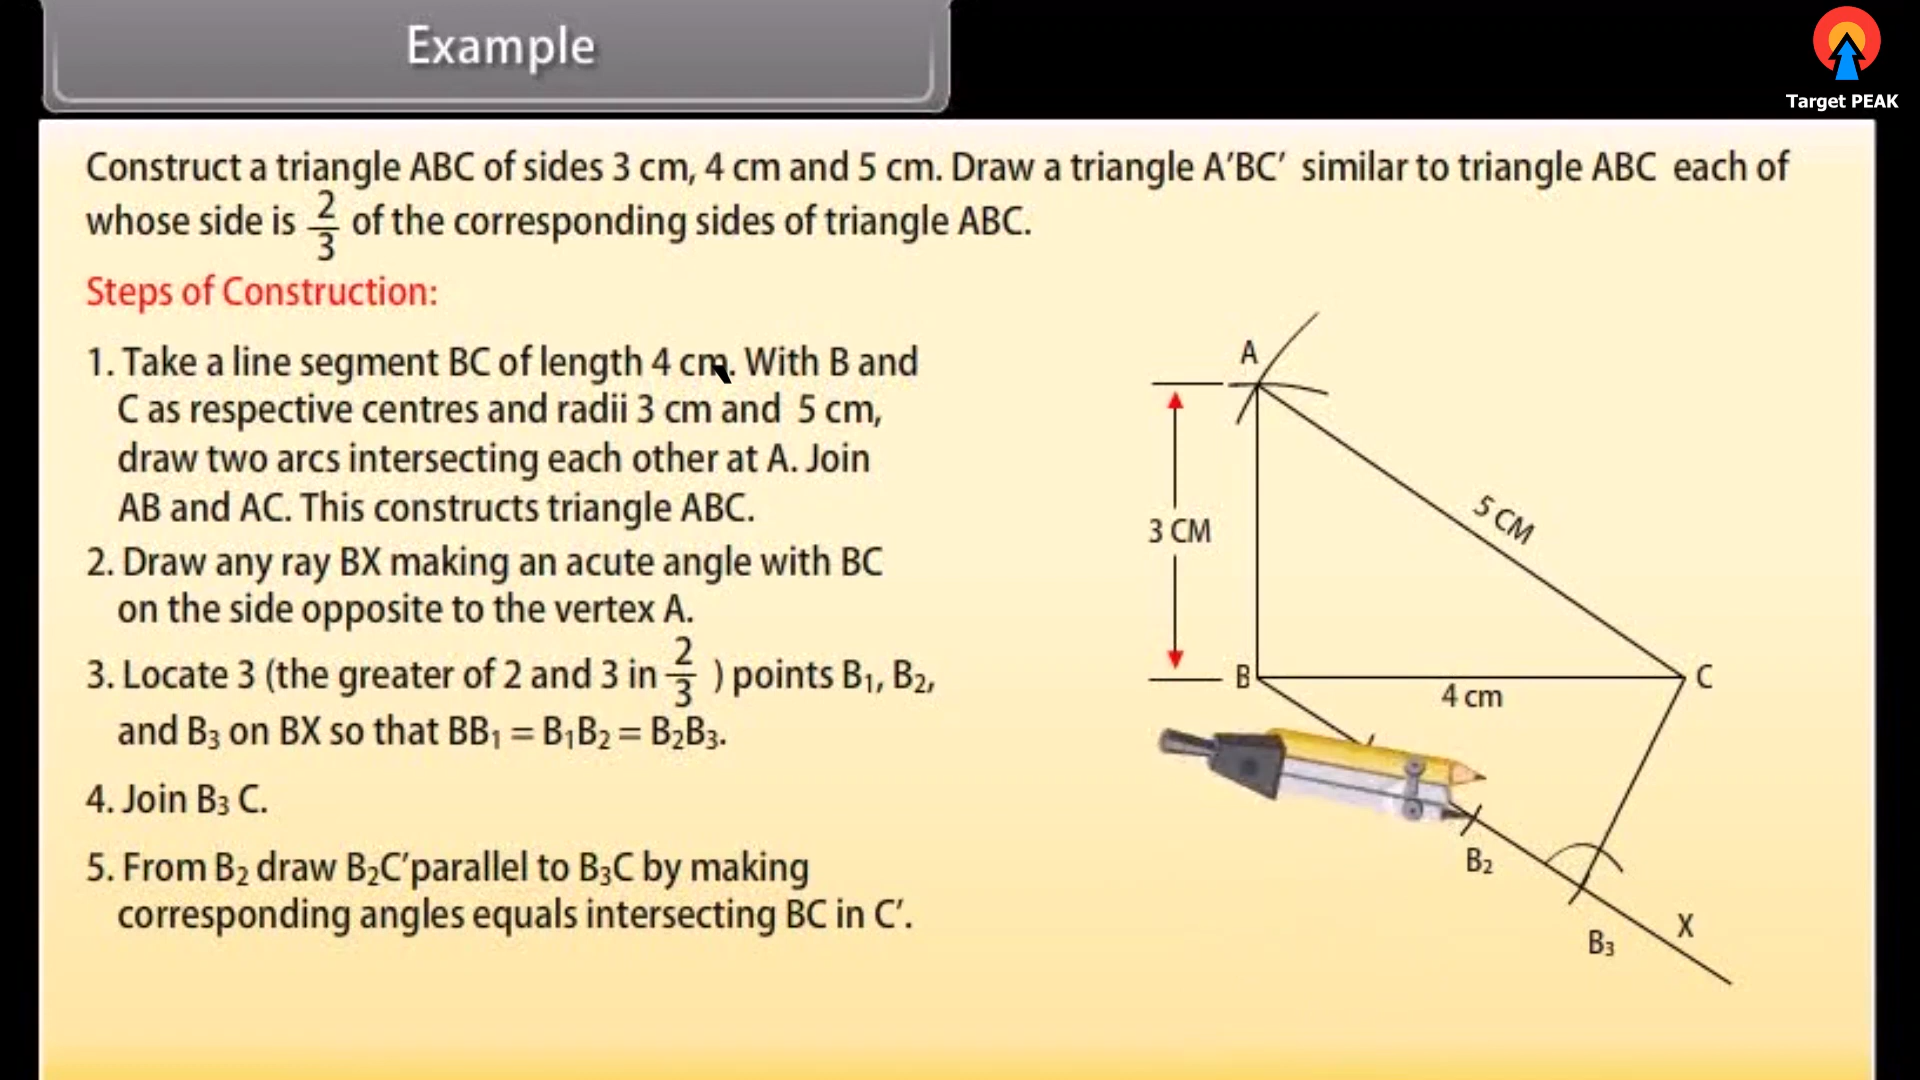 Example
Target PEAK
Construct a triangle ABC of sides 3 cm, 4 cm and 5 cm. Draw a triangle A′BC′ similar to triangle ABC each of
whose side is 2/3 of the corresponding sides of triangle ABC.
Steps of Construction:
1. Take a line segment BC of length 4 cm. With B and
C as respective centres and radii 3 cm and 5 cm,
draw two arcs intersecting each other at A. Join
AB and AC. This constructs triangle ABC.
2. Draw any ray BX making an acute angle with BC
on the side opposite to the vertex A.
3. Locate 3 (the greater of 2 and 3 in 2/3 ) points B₁, B₂,
and B₃ on BX so that BB₁ = B₁B₂ = B₂B₃.
4. Join B₃ C.
5. From B₂ draw B₂C′parallel to B₃C by making
corresponding angles equals intersecting BC in C′.
A
5 CM
3 CM
B
C
4 cm
B₂
X
B₃